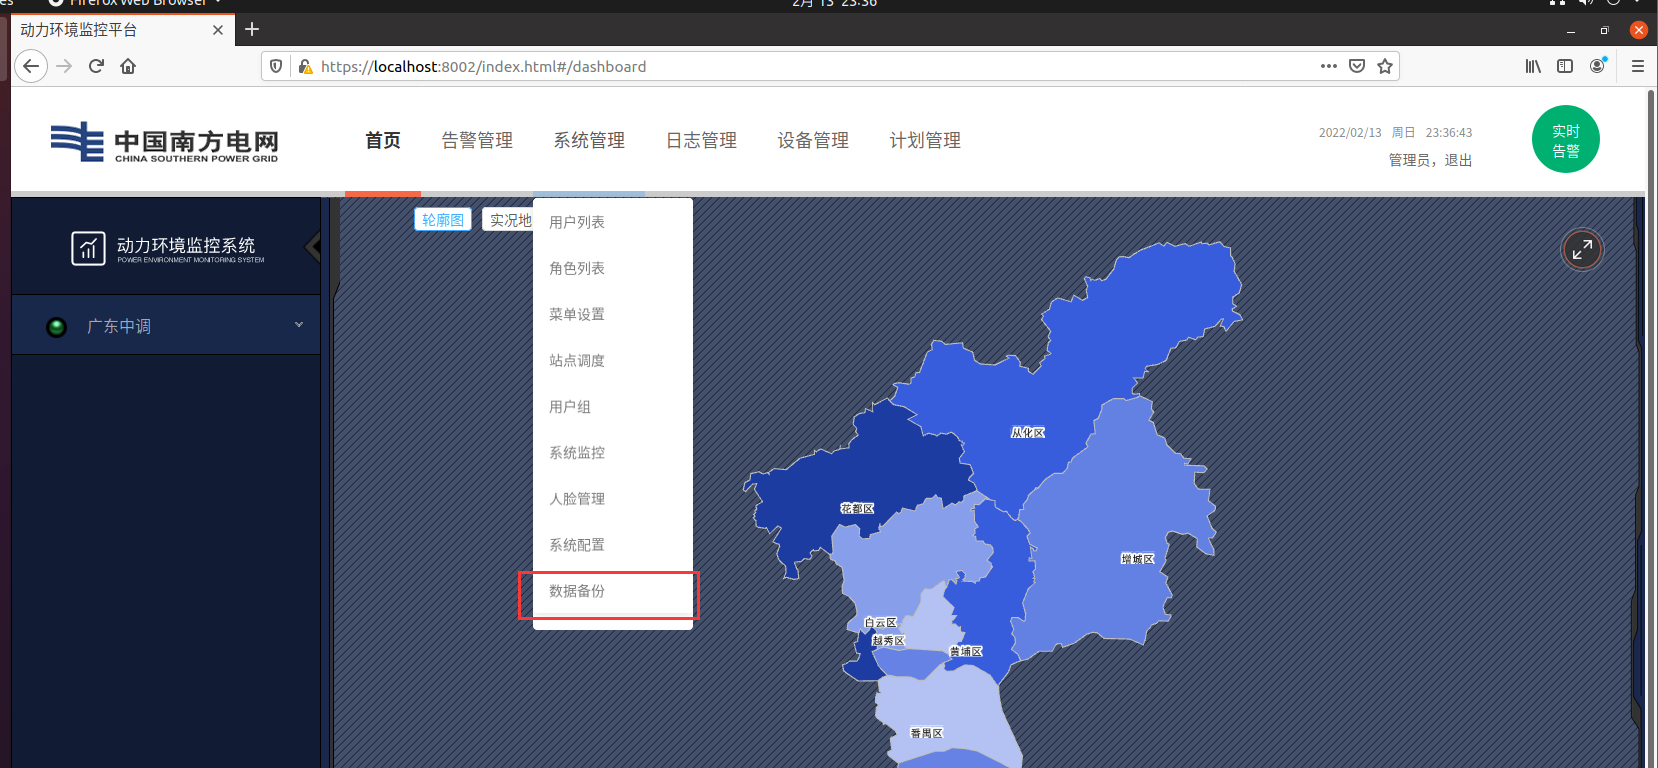 Firefox Web Browser
2月 13 23:36
动力环境监控平台
https://localhost:8002/index.html#/dashboard
中国南方电网
CHINA SOUTHERN POWER GRID
首页 告警管理 系统管理 日志管理 设备管理 计划管理
2022/02/13 周日 23:36:43
管理员，退出
实时
告警
动力环境监控系统
POWER ENVIRONMENT MONITORING SYSTEM
广东中调
轮廓图 实况地
用户列表
角色列表
菜单设置
站点调度
用户组
系统监控
人脸管理
系统配置
数据备份
从化区
花都区
增城区
白云区
越秀区
黄埔区
番禺区